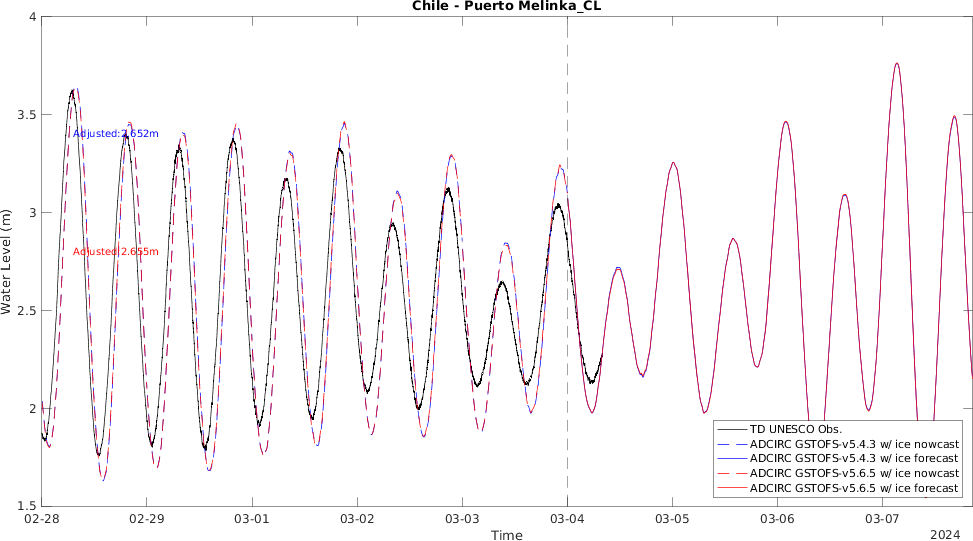 Chile - Puerto Melinka_CL
4
3.5
3
2.5
2
1.5
Water Level (m)
Adjusted:2.652m
Adjusted:2.655m
TD UNESCO Obs.
ADCIRC GSTOFS-v5.4.3 w/ ice nowcast
ADCIRC GSTOFS-v5.4.3 w/ ice forecast
ADCIRC GSTOFS-v5.6.5 w/ ice nowcast
ADCIRC GSTOFS-v5.6.5 w/ ice forecast
02-28
02-29
03-01
03-02
03-03
03-04
03-05
03-06
03-07
Time
2024